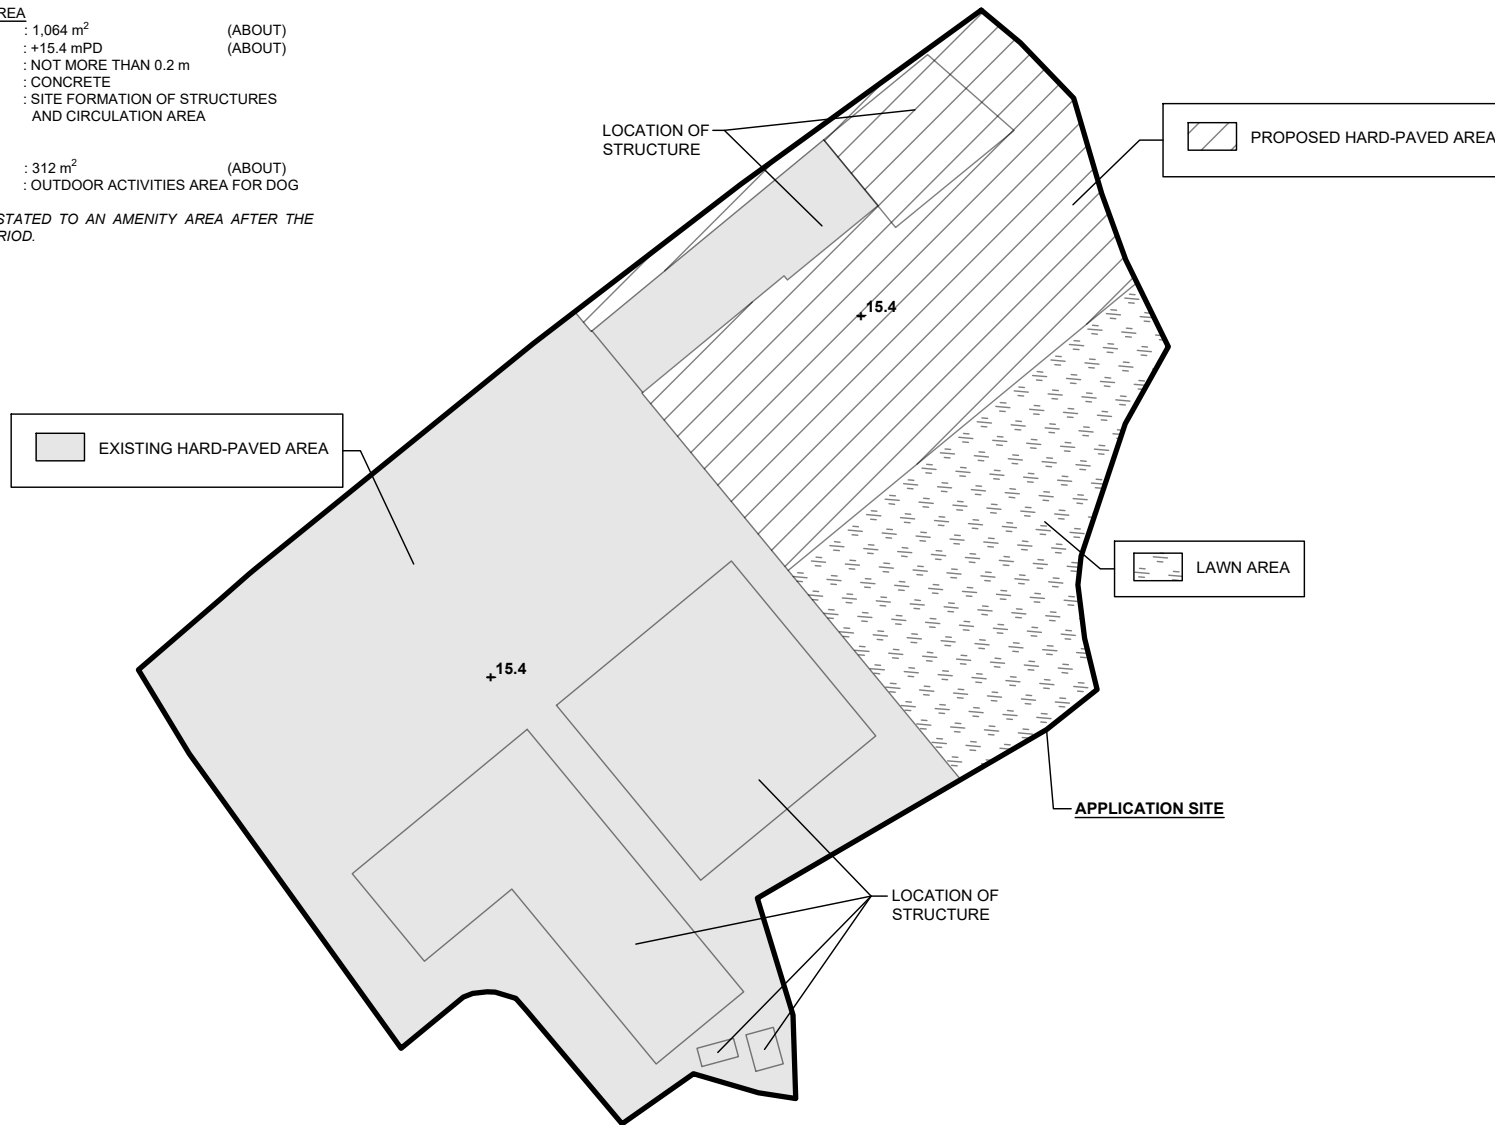 : 1,064 m² (ABOUT)
: +15.4 mPD (ABOUT)
: NOT MORE THAN 0.2 m
: CONCRETE
: SITE FORMATION OF STRUCTURES
AND CIRCULATION AREA
: 312 m² (ABOUT)
: OUTDOOR ACTIVITIES AREA FOR DOG
TO AN AMENITY AREA AFTER THE
LOCATION OF
STRUCTURE
PROPOSED HARD-PAVED AREA
15.4
EXISTING HARD-PAVED AREA
LAWN AREA
15.4
APPLICATION SITE
LOCATION OF
STRUCTURE